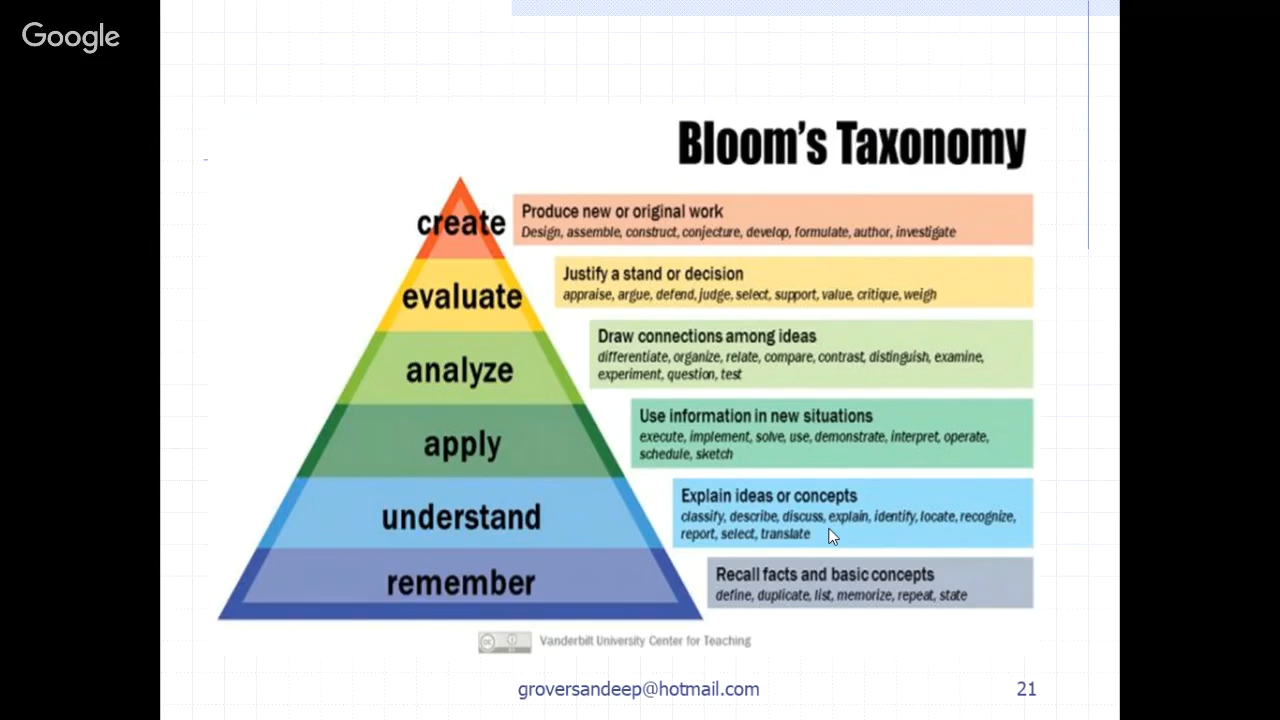 Google
Bloom's Taxonomy
create
Produce new or original work
Design, assemble, construct, conjecture, develop, formulate, author, investigate
evaluate
Justify a stand or decision
appraise, argue, defend, judge, select, support, value, critique, weigh
analyze
Draw connections among ideas
differentiate, organize, relate, compare, contrast, distinguish, examine,
experiment, question, test
apply
Use information in new situations
execute, implement, solve, use, demonstrate, interpret, operate,
schedule, sketch
understand
Explain ideas or concepts
classify, describe, discuss, explain, identify, locate, recognize,
report, select, translate
remember
Recall facts and basic concepts
define, duplicate, list, memorize, repeat, state
Vanderbilt University Center for Teaching
groversandeep@hotmail.com
21